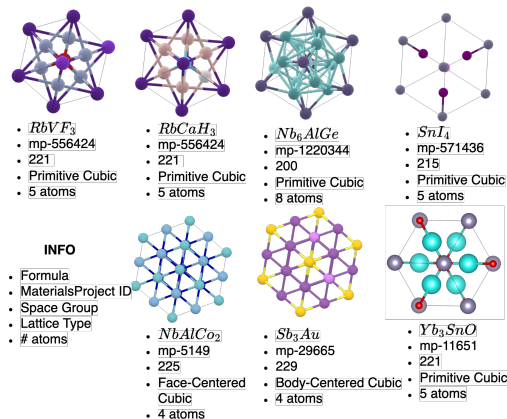 RbVF3
mp-556424
221
Primitive Cubic
5 atoms
RbCaH3
mp-556424
221
Primitive Cubic
5 atoms
Nb6AlGe
mp-1220344
200
Primitive Cubic
8 atoms
SnI4
mp-571436
215
Primitive Cubic
5 atoms
INFO
Formula
MaterialsProject ID
Space Group
Lattice Type
# atoms
NbAlCo2
mp-5149
225
Face-Centered
Cubic
4 atoms
Sb3Au
mp-29665
229
Body-Centered Cubic
4 atoms
Yb3SnO
mp-11651
221
Primitive Cubic
5 atoms